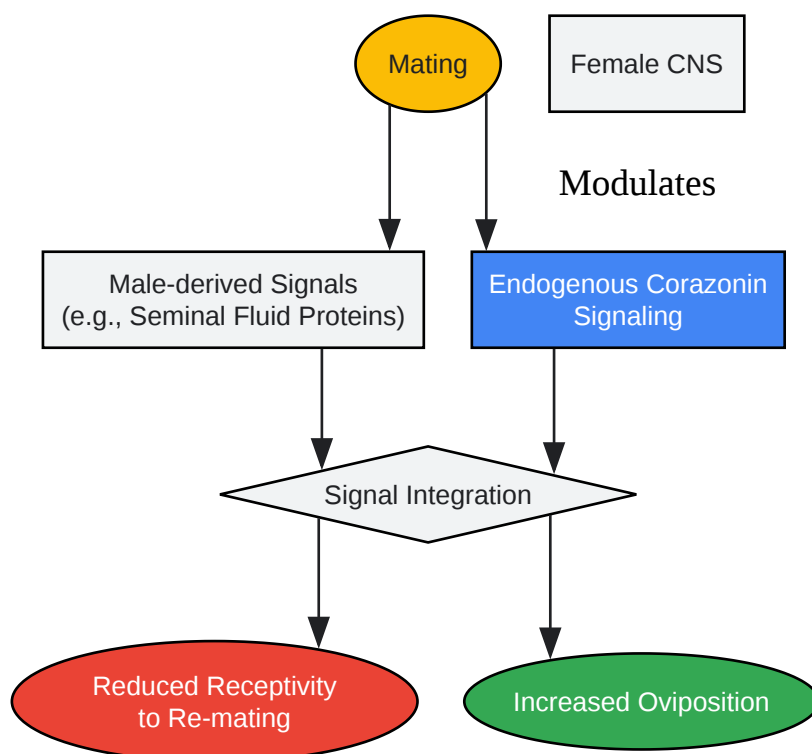 Mating
Female CNS
Modulates
Male-derived Signals
(e.g., Seminal Fluid Proteins)
Endogenous Corazonin
Signaling
Signal Integration
Reduced Receptivity
to Re-mating
Increased Oviposition